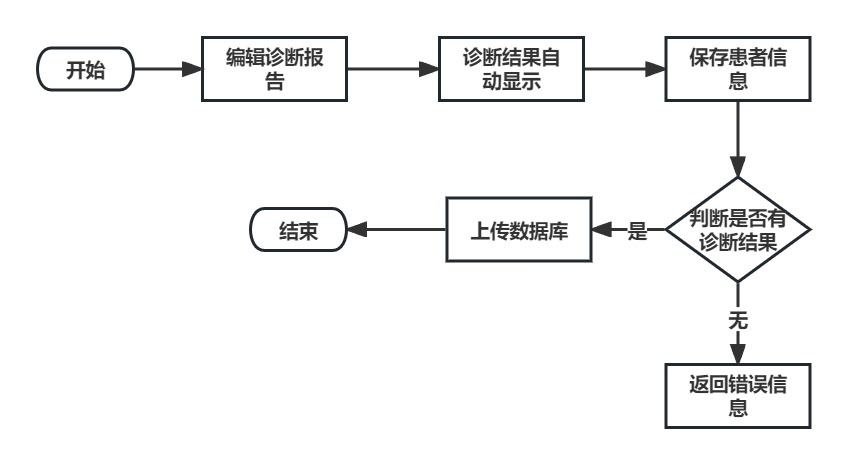 开始
编辑诊断报
告
诊断结果自
动显示
保存患者信
息
判断是否有
诊断结果
是
上传数据库
结束
无
返回错误信
息